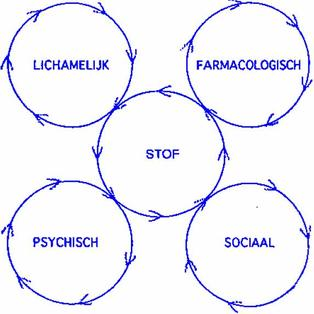 LICHAMELIJK
FARMACOLOGISCH
STOF
PSYCHISCH
SOCIAAL